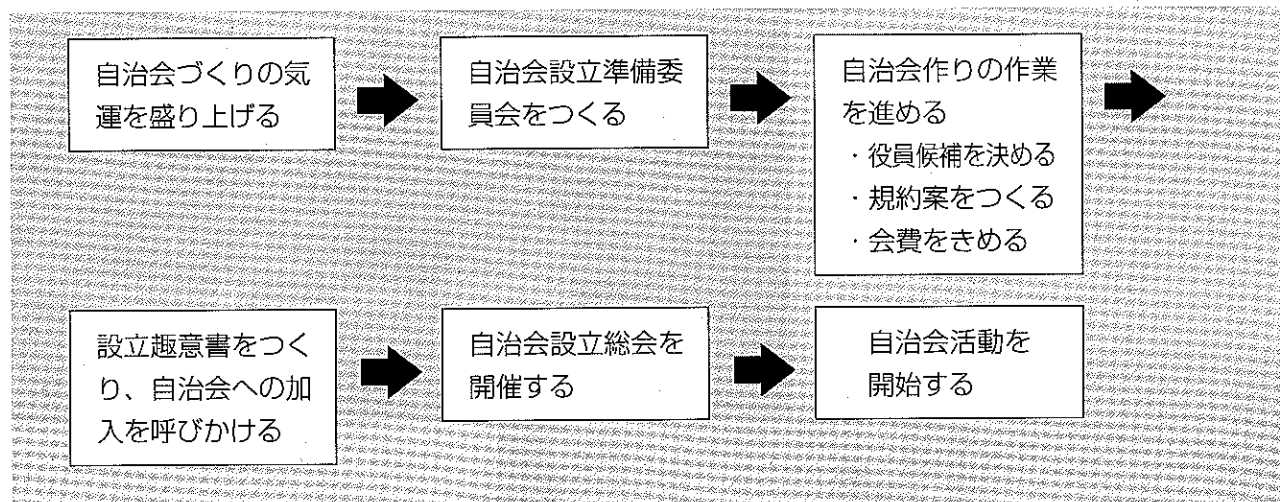 自治会づくりの気
運を盛り上げる
自治会設立準備委
員会をつくる
自治会作りの作業
を進める
・役員候補を決める
・規約案をつくる
・会費をきめる
設立趣意書をつく
り、自治会への加
入を呼びかける
自治会設立総会を
開催する
自治会活動を
開始する